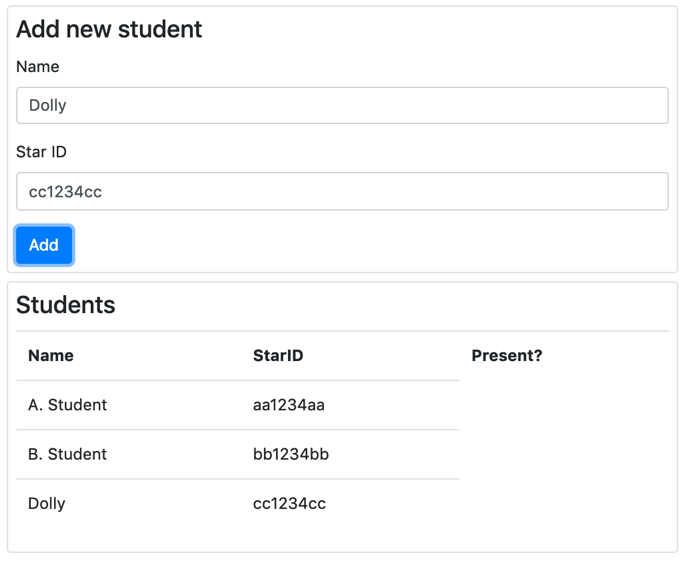 Add new student
Name
Dolly
Star ID
cc1234cc
Add
Students
Name StarID Present?
A. Student aa1234aa
B. Student bb1234bb
Dolly cc1234cc